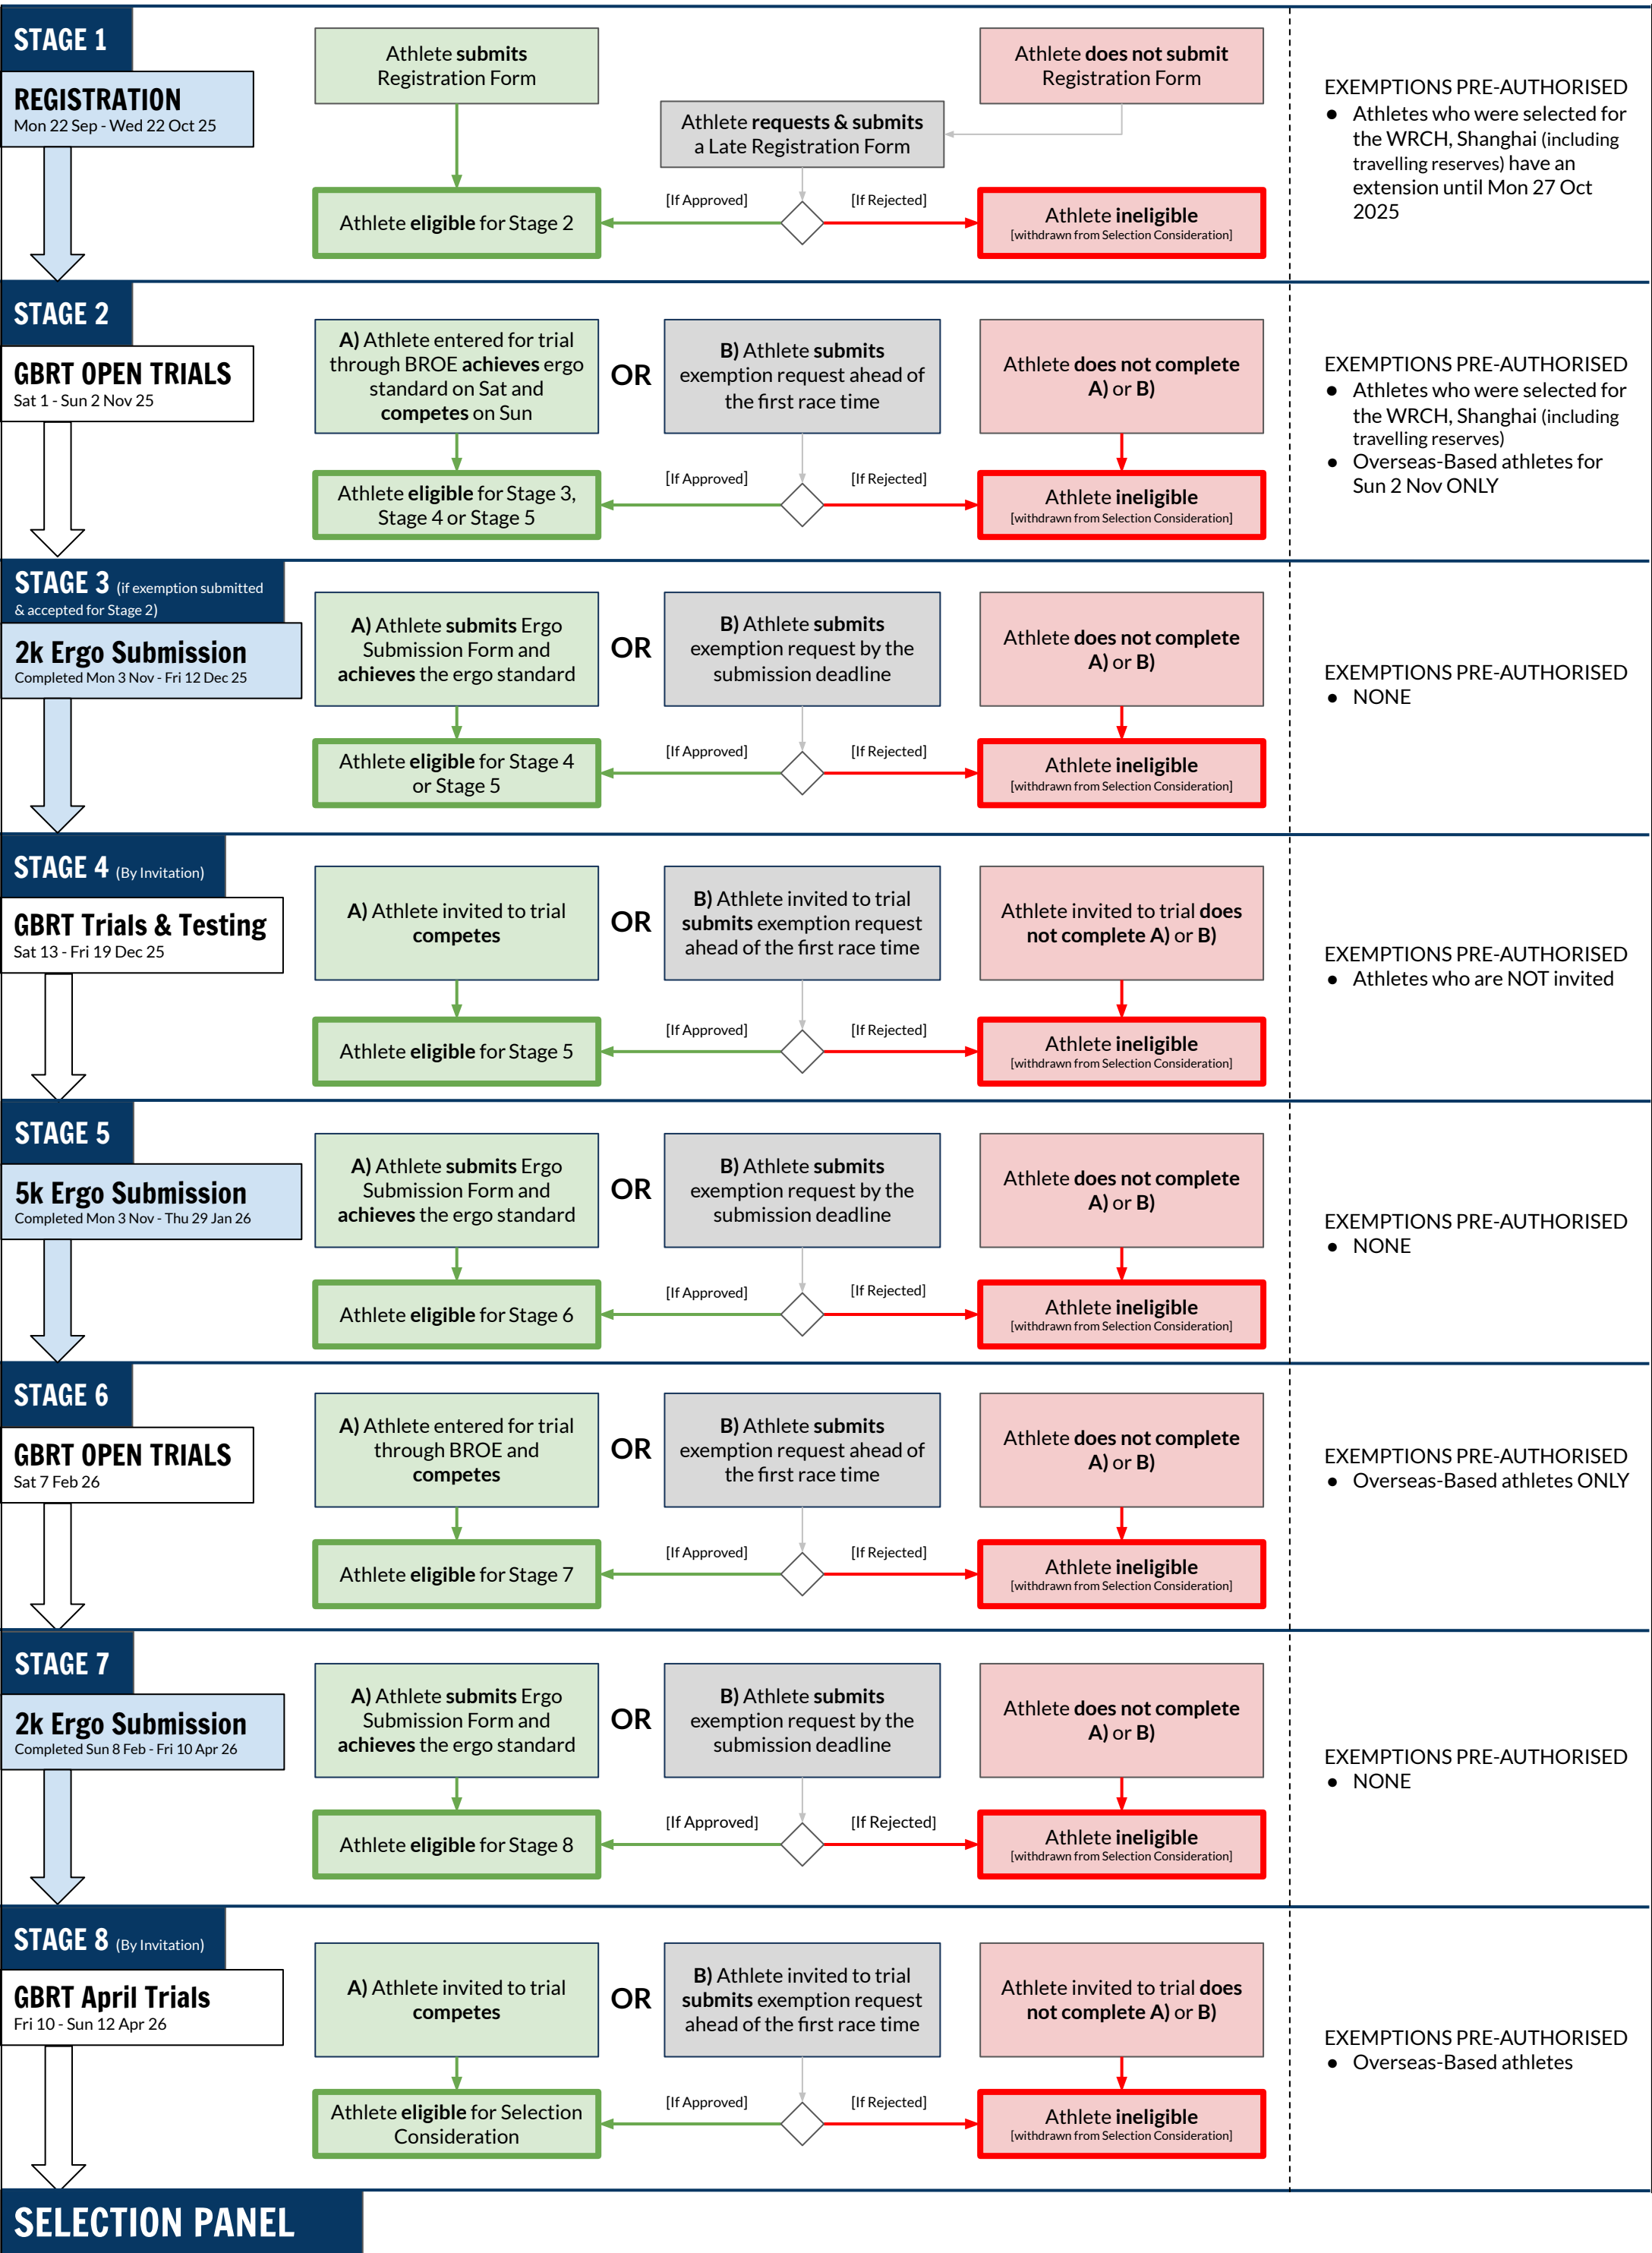 STAGE 1
REGISTRATION
Mon 22 Sep - Wed 22 Oct 25
Athlete submits
Registration Form
Athlete does not submit
Registration Form
Athlete requests & submits
a Late Registration Form
[If Approved]
[If Rejected]
Athlete eligible for Stage 2
Athlete ineligible
[withdrawn from Selection Consideration]
EXEMPTIONS PRE-AUTHORISED
● Athletes who were selected for
the WRCH, Shanghai (including
travelling reserves) have an
extension until Mon 27 Oct
2025
STAGE 2
GBRT OPEN TRIALS
Sat 1 - Sun 2 Nov 25
A) Athlete entered for trial
through BROE achieves ergo
standard on Sat and
competes on Sun
OR
B) Athlete submits
exemption request ahead of
the first race time
Athlete does not complete
A) or B)
[If Approved]
[If Rejected]
Athlete eligible for Stage 3,
Stage 4 or Stage 5
Athlete ineligible
[withdrawn from Selection Consideration]
EXEMPTIONS PRE-AUTHORISED
● Athletes who were selected for
the WRCH, Shanghai (including
travelling reserves)
● Overseas-Based athletes for
Sun 2 Nov ONLY
STAGE 3 (if exemption submitted
& accepted for Stage 2)
2k Ergo Submission
Completed Mon 3 Nov - Fri 12 Dec 25
A) Athlete submits Ergo
Submission Form and
achieves the ergo standard
OR
B) Athlete submits
exemption request by the
submission deadline
Athlete does not complete
A) or B)
[If Approved]
[If Rejected]
Athlete eligible for Stage 4
or Stage 5
Athlete ineligible
[withdrawn from Selection Consideration]
EXEMPTIONS PRE-AUTHORISED
● NONE
STAGE 4 (By Invitation)
GBRT Trials & Testing
Sat 13 - Fri 19 Dec 25
A) Athlete invited to trial
competes
OR
B) Athlete invited to trial
submits exemption request
ahead of the first race time
Athlete invited to trial does
not complete A) or B)
[If Approved]
[If Rejected]
Athlete eligible for Stage 5
Athlete ineligible
[withdrawn from Selection Consideration]
EXEMPTIONS PRE-AUTHORISED
● Athletes who are NOT invited
STAGE 5
5k Ergo Submission
Completed Mon 3 Nov - Thu 29 Jan 26
A) Athlete submits Ergo
Submission Form and
achieves the ergo standard
OR
B) Athlete submits
exemption request by the
submission deadline
Athlete does not complete
A) or B)
[If Approved]
[If Rejected]
Athlete eligible for Stage 6
Athlete ineligible
[withdrawn from Selection Consideration]
EXEMPTIONS PRE-AUTHORISED
● NONE
STAGE 6
GBRT OPEN TRIALS
Sat 7 Feb 26
A) Athlete entered for trial
through BROE and
competes
OR
B) Athlete submits
exemption request ahead of
the first race time
Athlete does not complete
A) or B)
[If Approved]
[If Rejected]
Athlete eligible for Stage 7
Athlete ineligible
[withdrawn from Selection Consideration]
EXEMPTIONS PRE-AUTHORISED
● Overseas-Based athletes ONLY
STAGE 7
2k Ergo Submission
Completed Sun 8 Feb - Fri 10 Apr 26
A) Athlete submits Ergo
Submission Form and
achieves the ergo standard
OR
B) Athlete submits
exemption request by the
submission deadline
Athlete does not complete
A) or B)
[If Approved]
[If Rejected]
Athlete eligible for Stage 8
Athlete ineligible
[withdrawn from Selection Consideration]
EXEMPTIONS PRE-AUTHORISED
● NONE
STAGE 8 (By Invitation)
GBRT April Trials
Fri 10 - Sun 12 Apr 26
A) Athlete invited to trial
competes
OR
B) Athlete invited to trial
submits exemption request
ahead of the first race time
Athlete invited to trial does
not complete A) or B)
[If Approved]
[If Rejected]
Athlete eligible for Selection
Consideration
Athlete ineligible
[withdrawn from Selection Consideration]
EXEMPTIONS PRE-AUTHORISED
● Overseas-Based athletes
SELECTION PANEL